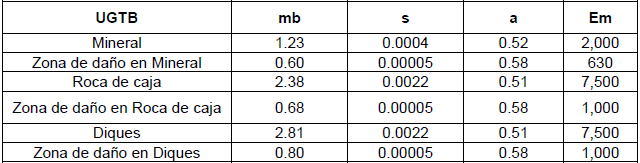 UGTB mb s a Em
Mineral 1.23 0.0004 0.52 2,000
Zona de daño en Mineral 0.60 0.00005 0.58 630
Roca de caja 2.38 0.0022 0.51 7,500
Zona de daño en Roca de caja 0.68 0.00005 0.58 1,000
Diques 2.81 0.0022 0.51 7,500
Zona de daño en Diques 0.80 0.00005 0.58 1,000